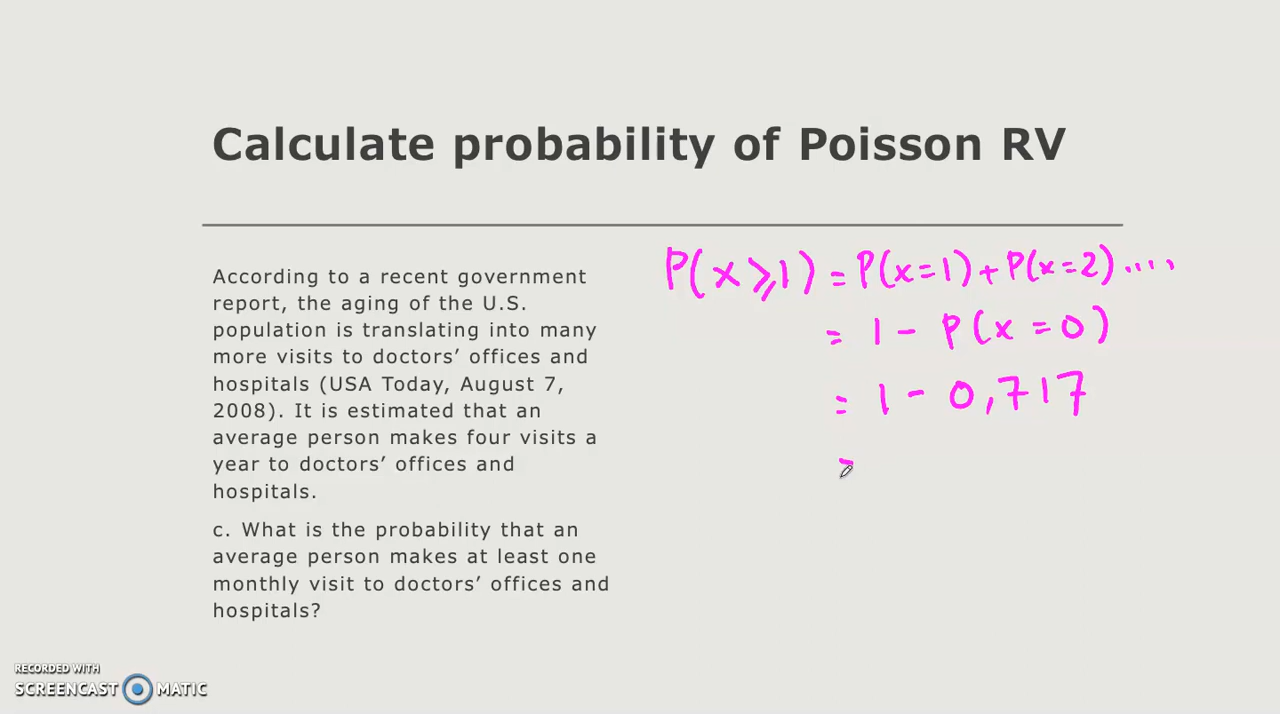 Calculate probability of Poisson RV
According to a recent government
report, the aging of the U.S.
population is translating into many
more visits to doctors’ offices and
hospitals (USA Today, August 7,
2008). It is estimated that an
average person makes four visits a
year to doctors’ offices and
hospitals.
c. What is the probability that an
average person makes at least one
monthly visit to doctors’ offices and
hospitals?
P(x⩾1) = P(x=1)+P(x=2)....
= 1 - P(x=0)
= 1 - 0,717
=
RECORDED WITH
SCREENCAST MATIC